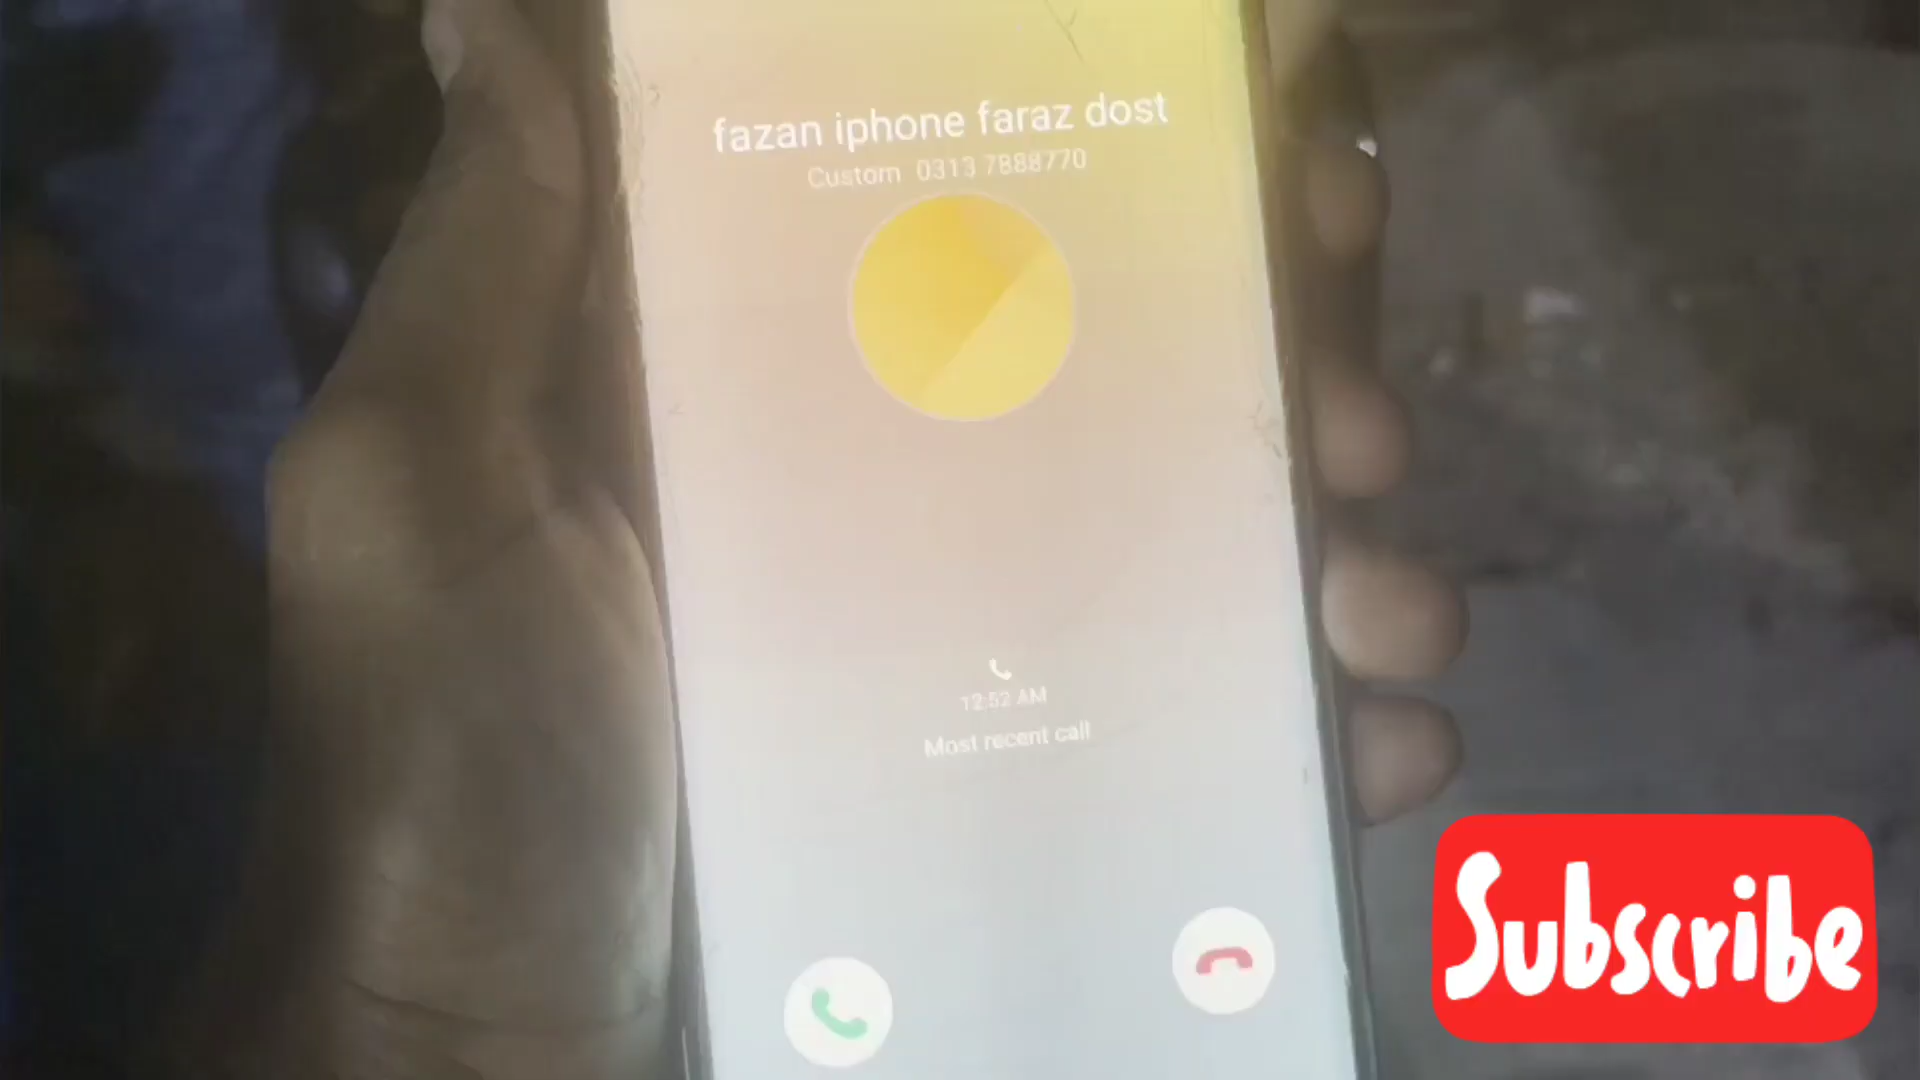 fazan iphone faraz dost
Custom 0313 7888770
12:52 AM
Most recent call
Subscribe